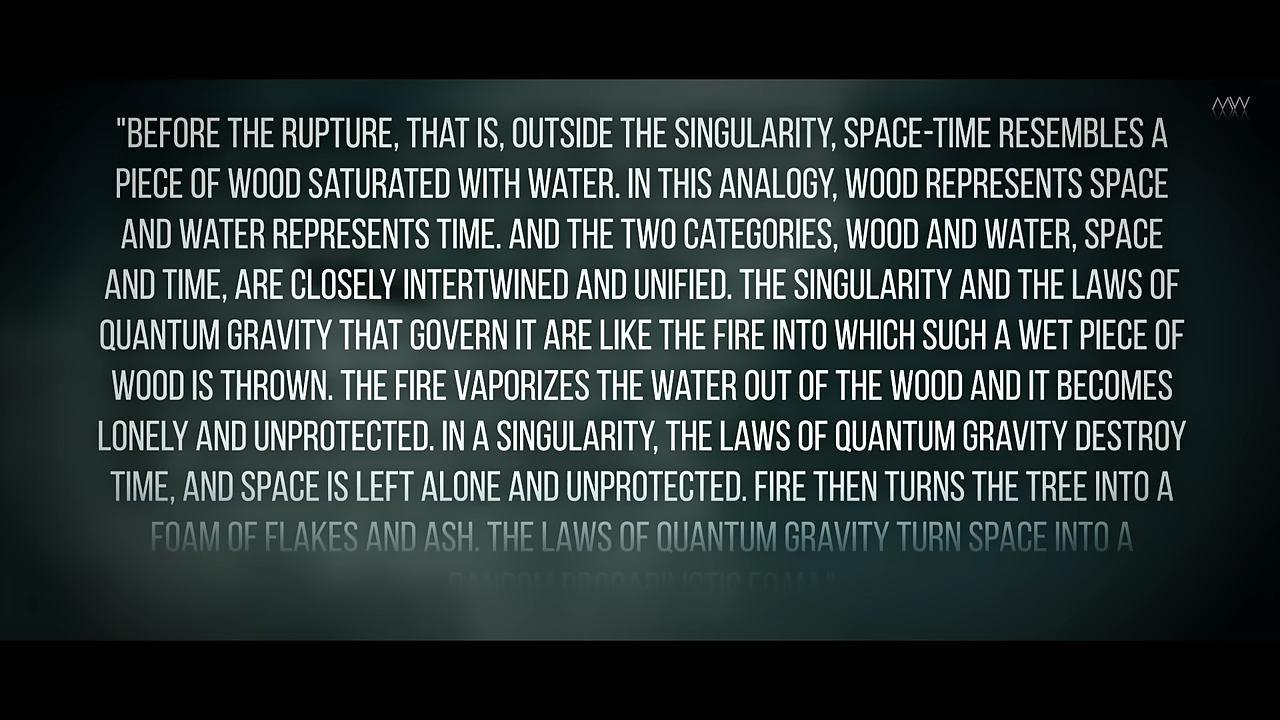 "BEFORE THE RUPTURE, THAT IS, OUTSIDE THE SINGULARITY, SPACE-TIME RESEMBLES A
PIECE OF WOOD SATURATED WITH WATER. IN THIS ANALOGY, WOOD REPRESENTS SPACE
AND WATER REPRESENTS TIME. AND THE TWO CATEGORIES, WOOD AND WATER, SPACE
AND TIME, ARE CLOSELY INTERTWINED AND UNIFIED. THE SINGULARITY AND THE LAWS OF
QUANTUM GRAVITY THAT GOVERN IT ARE LIKE THE FIRE INTO WHICH SUCH A WET PIECE OF
WOOD IS THROWN. THE FIRE VAPORIZES THE WATER OUT OF THE WOOD AND IT BECOMES
LONELY AND UNPROTECTED. IN A SINGULARITY, THE LAWS OF QUANTUM GRAVITY DESTROY
TIME, AND SPACE IS LEFT ALONE AND UNPROTECTED. FIRE THEN TURNS THE TREE INTO A
FOAM OF FLAKES AND ASH. THE LAWS OF QUANTUM GRAVITY TURN SPACE INTO A
RANDOM PROBABILISTIC FOAM."
MW